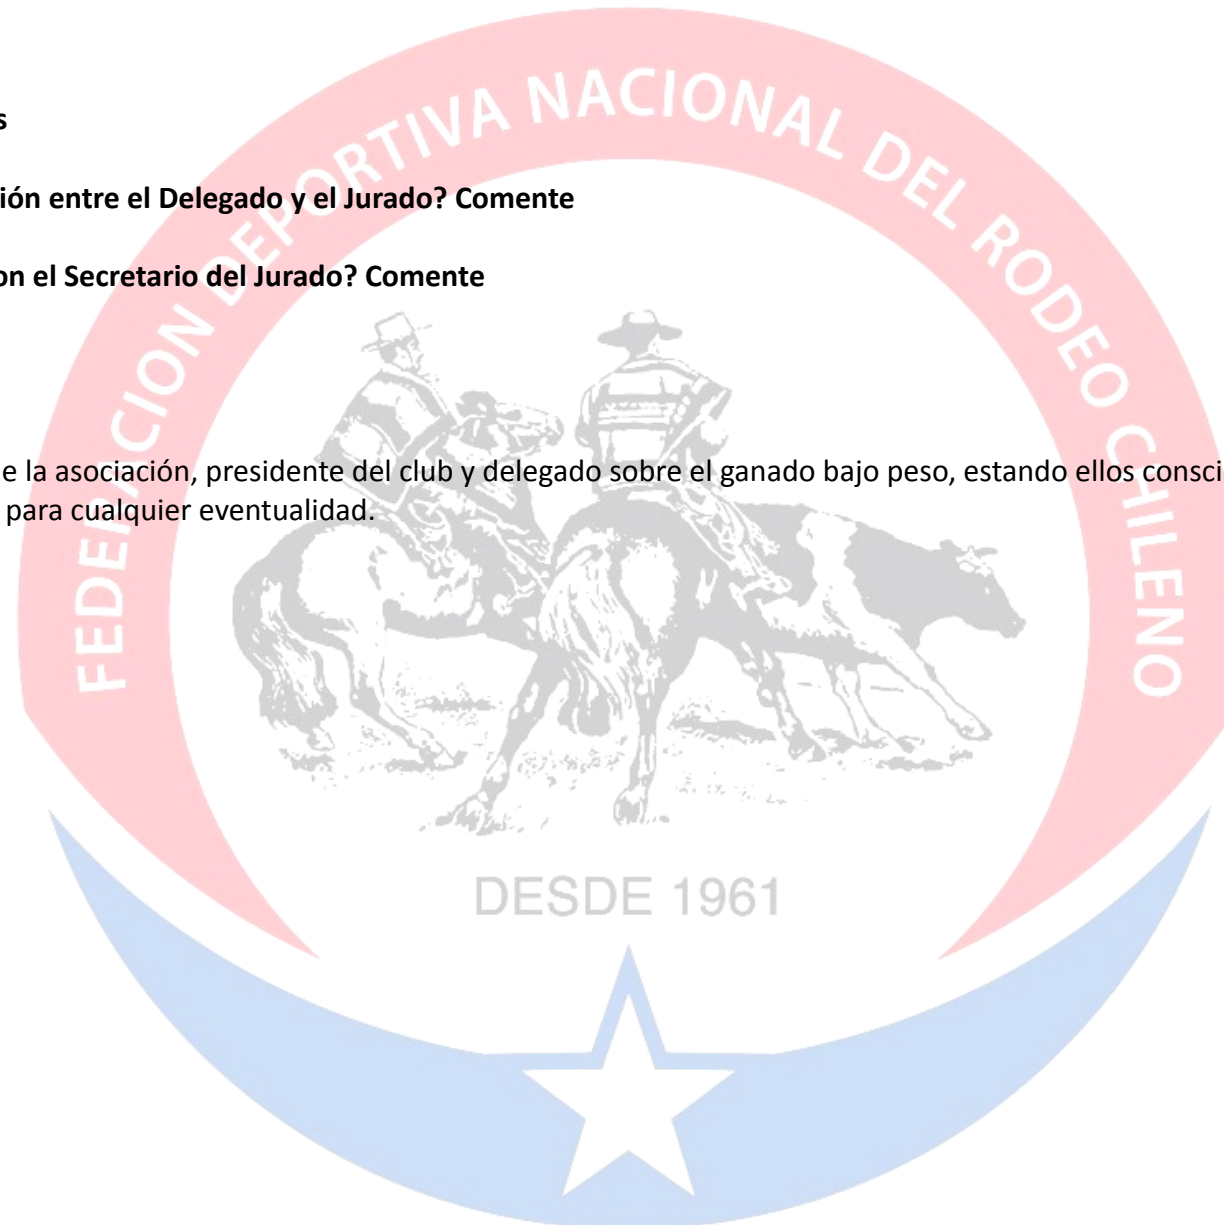 s
ión entre el Delegado y el Jurado? Comente
on el Secretario del Jurado? Comente
e la asociación, presidente del club y delegado sobre el ganado bajo peso, estando ellos consci
para cualquier eventualidad.
FEDERACION DEPORTIVA NACIONAL DEL RODEO CHILENO
DESDE 1961